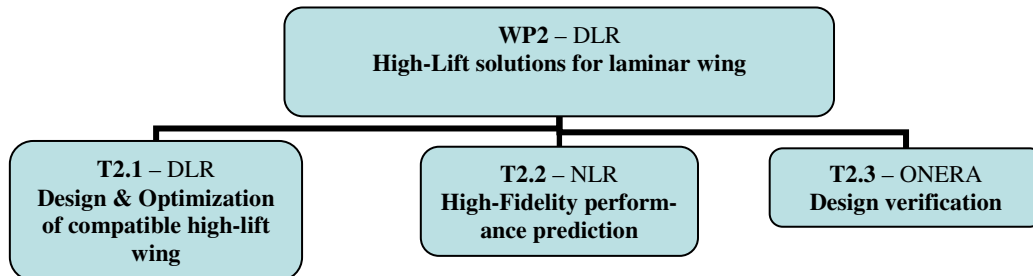 WP2 – DLR
High-Lift solutions for laminar wing
T2.1 – DLR
Design & Optimization
of compatible high-lift
wing
T2.2 – NLR
High-Fidelity perform-
ance prediction
T2.3 – ONERA
Design verification